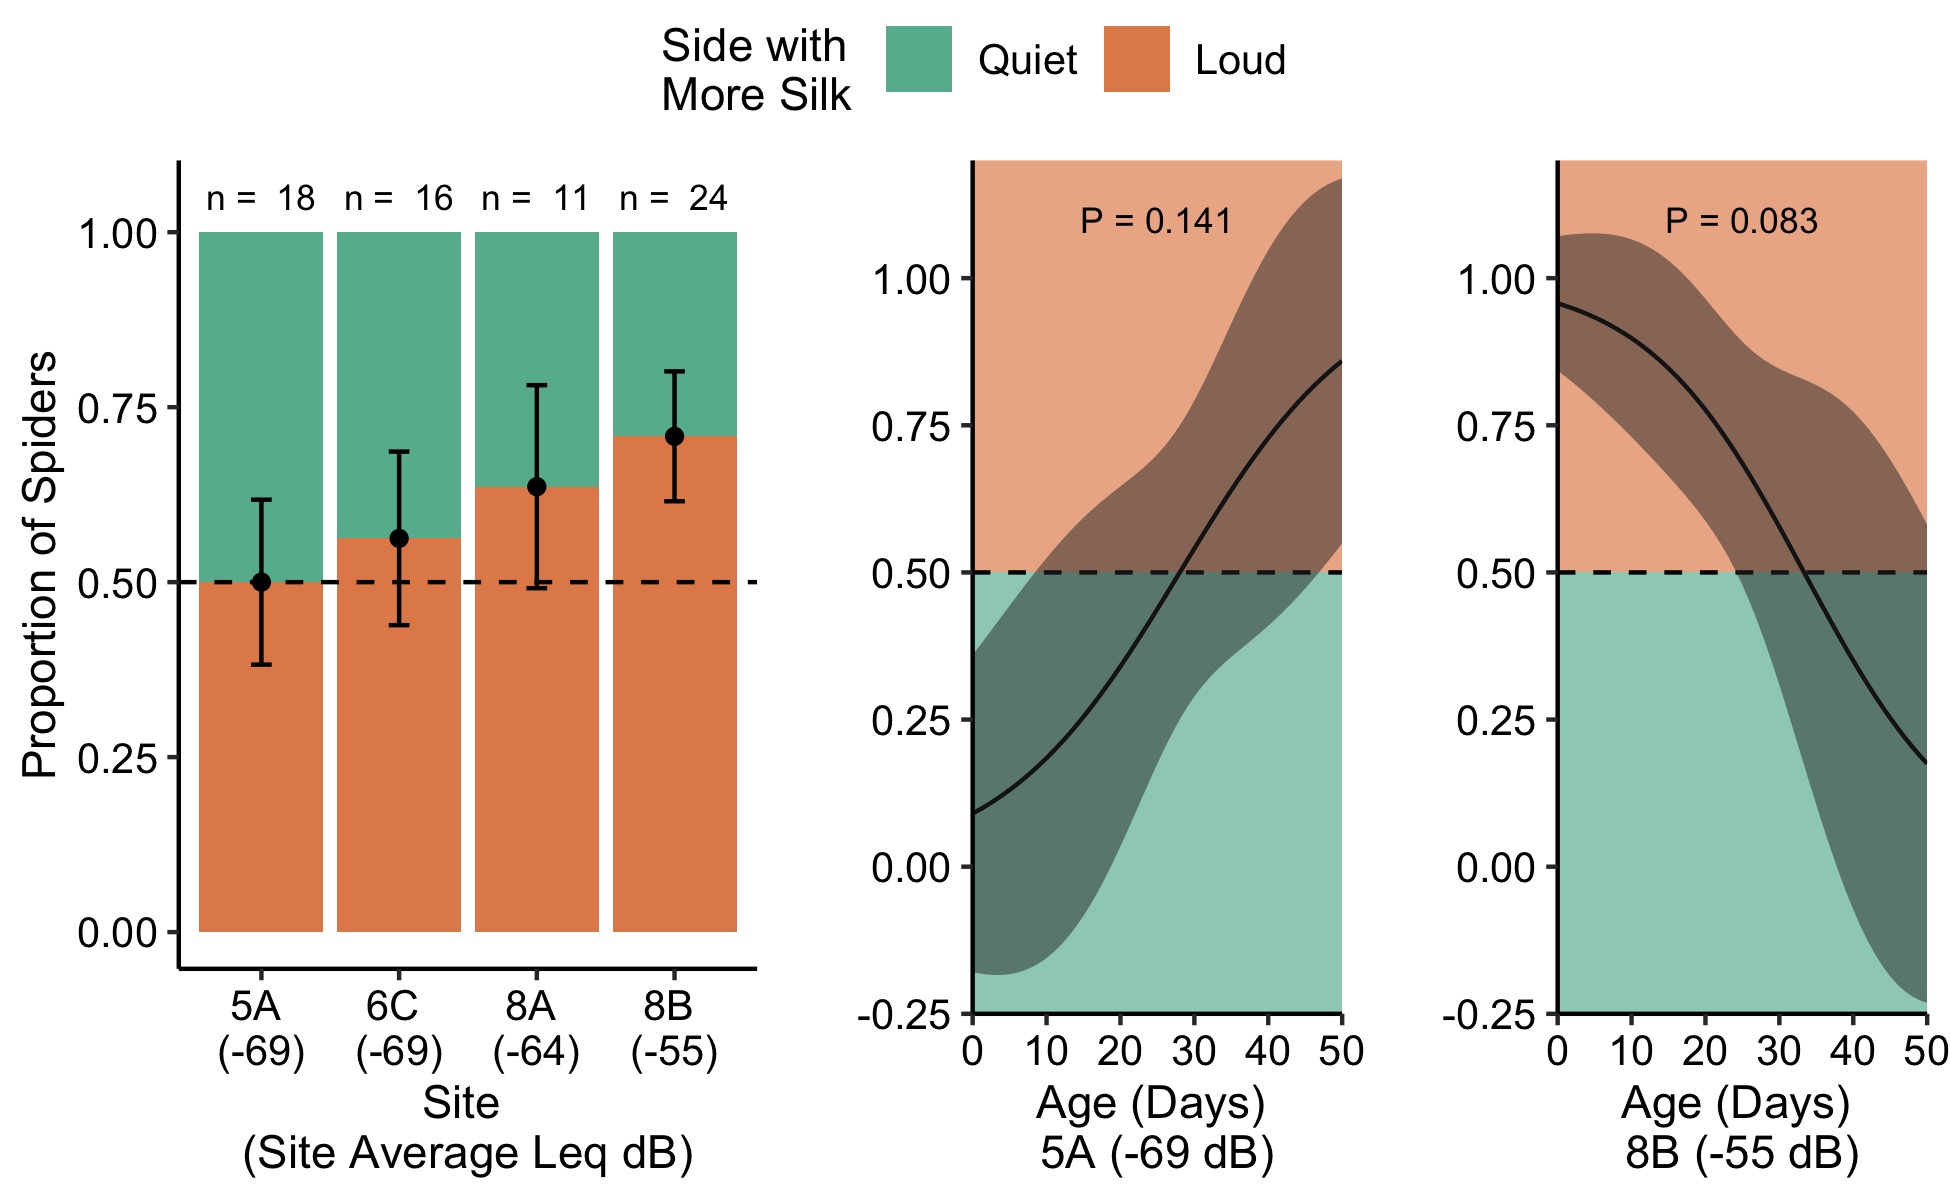 Side with
More Silk
Quiet
Loud
n = 18 n = 16 n = 11 n = 24
1.00
0.75
0.50
0.25
0.00
Proportion of Spiders
5A 6C 8A 8B
(-69) (-69) (-64) (-55)
Site
(Site Average Leq dB)
P = 0.141
1.00
0.75
0.50
0.25
0.00
-0.25
0 10 20 30 40 50
Age (Days)
5A (-69 dB)
P = 0.083
1.00
0.75
0.50
0.25
0.00
-0.25
0 10 20 30 40 50
Age (Days)
8B (-55 dB)